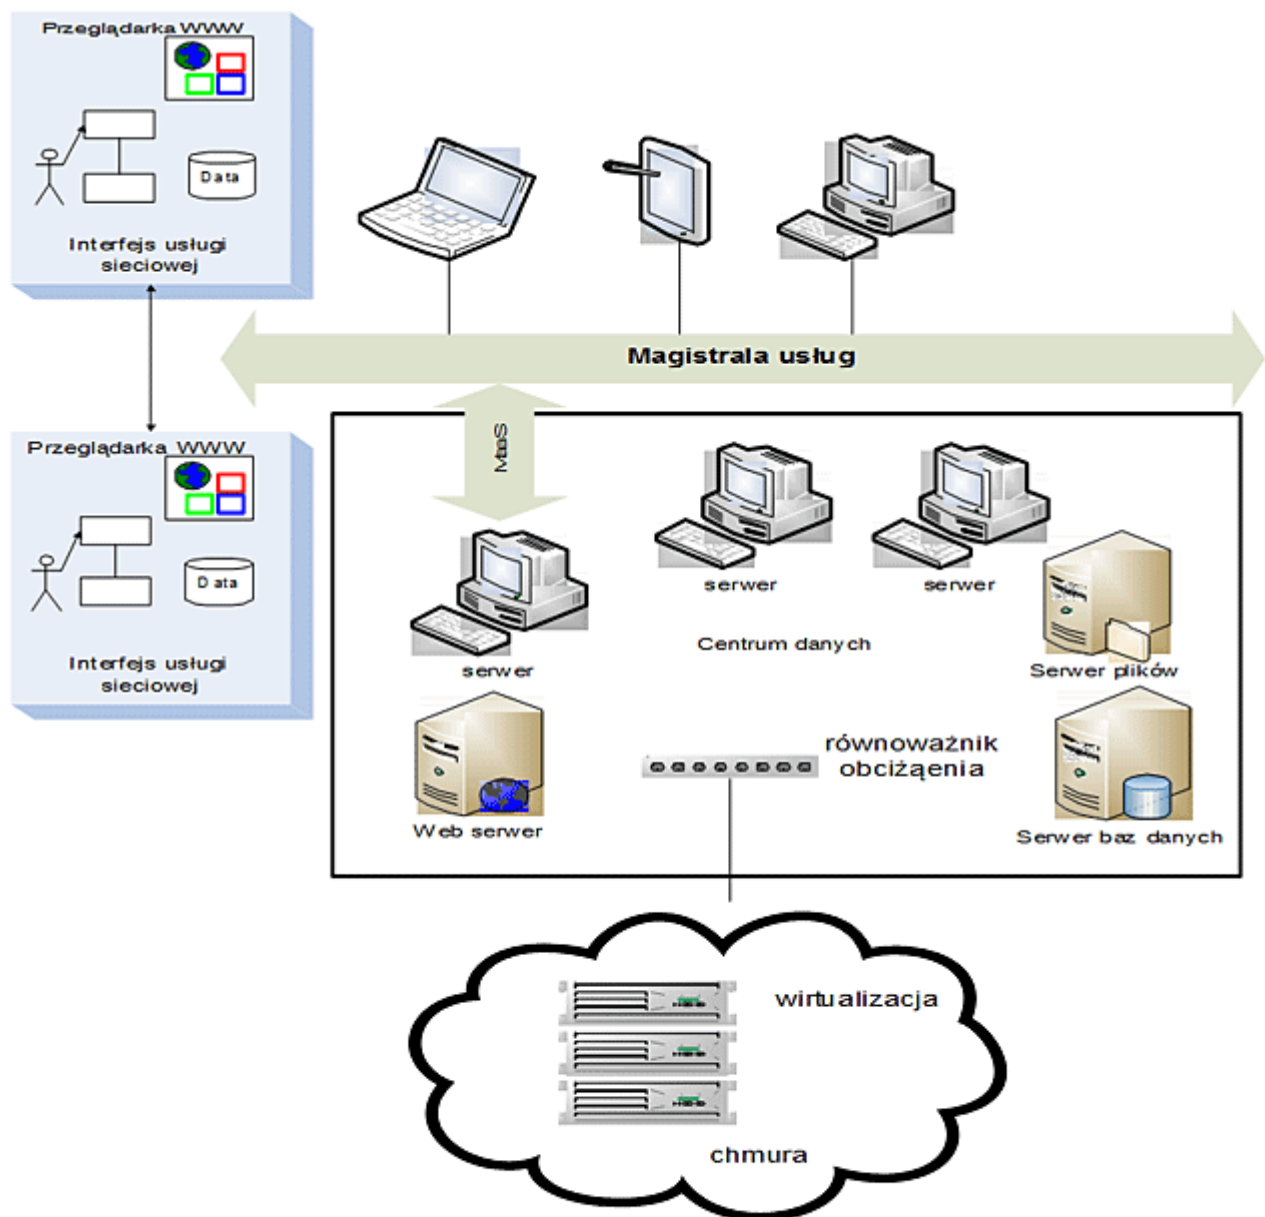 Przeglądarka WWW
Data
Interfejs usługi
sieciowej
Magistrala usług
MaaS
Przeglądarka WWW
Data
Interfejs usługi
sieciowej
serwer
serwer
serwer
Centrum danych
Serwer plików
Web serwer
równoważnik
obciżąenia
Serwer baz danych
wirtualizacja
chmura